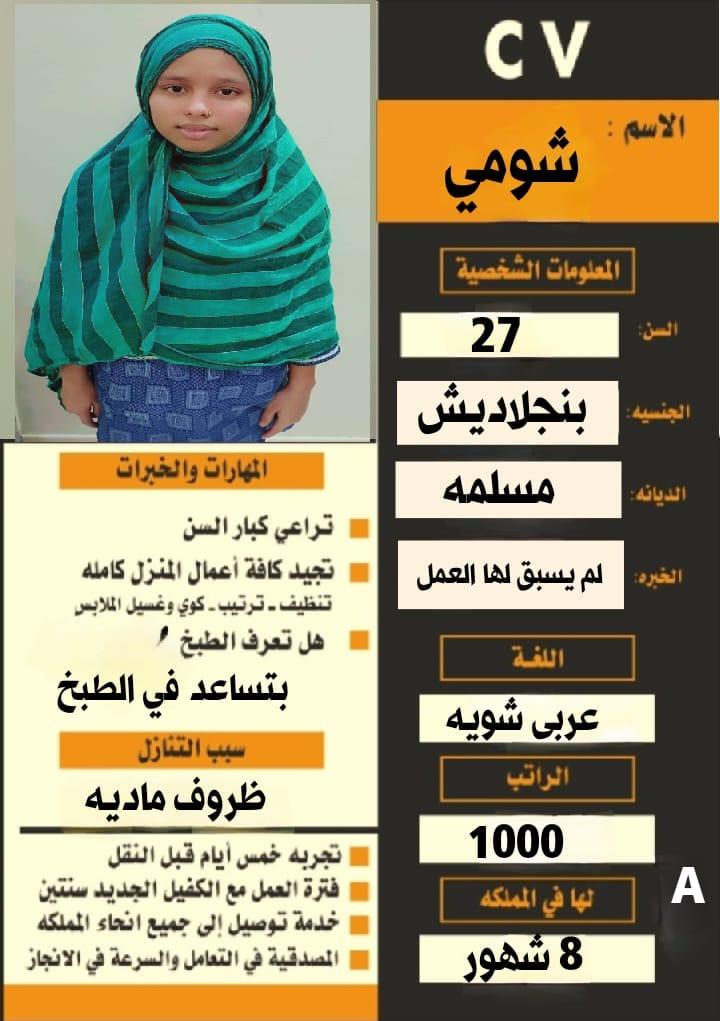 CV
الاسم :
شومي
المعلومات الشخصية
السن: 27
الجنسيه: بنجلاديش
الديانه: مسلمه
الخبره: لم يسبق لها العمل
اللغة
عربى شويه
الراتب
1000
لها في المملكه
8 شهور
A
المهارات والخبرات
تراعي كبار السن
تجيد كافة أعمال المنزل كامله
تنظيف - ترتيب - كوي وغسيل الملابس
هل تعرف الطبخ
بتساعد في الطبخ
سبب التنازل
ظروف ماديه
تجربه خمس أيام قبل النقل
فترة العمل مع الكفيل الجديد سنتين
خدمة توصيل إلى جميع انحاء المملكه
المصدقية في التعامل والسرعة في الانجاز